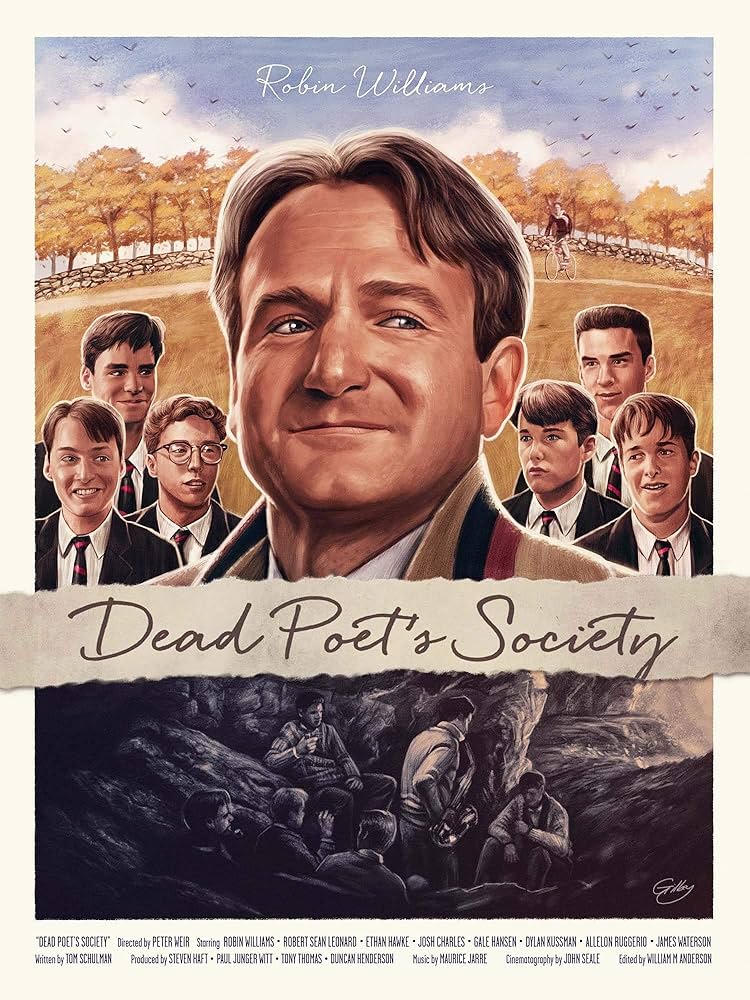 Robin Williams
Dead Poet's Society
Gilbey
"DEAD POET'S SOCIETY" Directed by PETER WEIR Starring ROBIN WILLIAMS • ROBERT SEAN LEONARD • ETHAN HAWKE • JOSH CHARLES • GALE HANSEN • DYLAN KUSSMAN • ALLELON RUGGERIO • JAMES WATERSON
Written by TOM SCHULMAN Produced by STEVEN HAFT • PAUL JUNGER WITT • TONY THOMAS • DUNCAN HENDERSON Music by MAURICE JARRE Cinematography by JOHN SEALE Edited by WILLIAM M ANDERSON